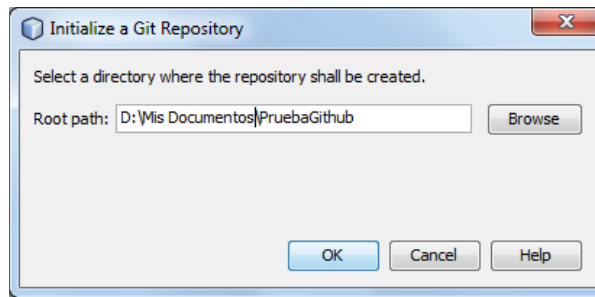 Initialize a Git Repository
Select a directory where the repository shall be created.
Root path: D:\Mis Documentos\PruebaGithub Browse
OK Cancel Help